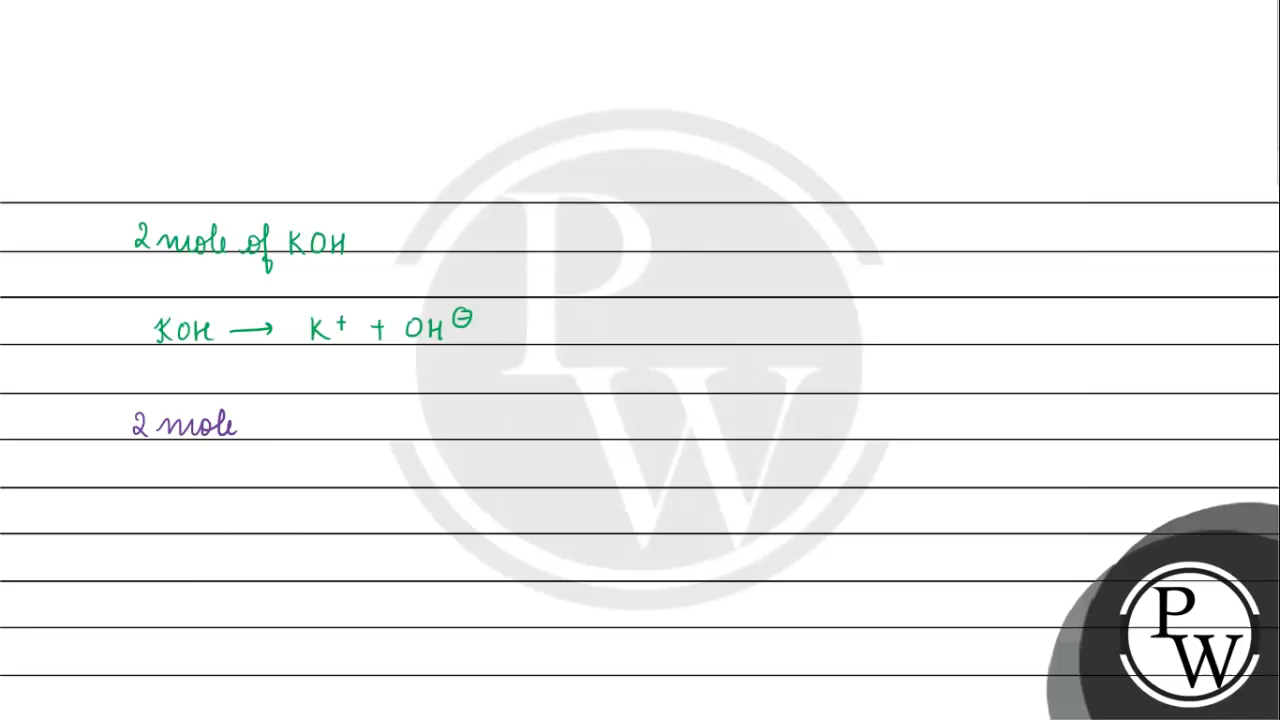 2 mole of KOH
KOH ⟶ K⁺ + OH⊖
2 mole
P
W
P
W